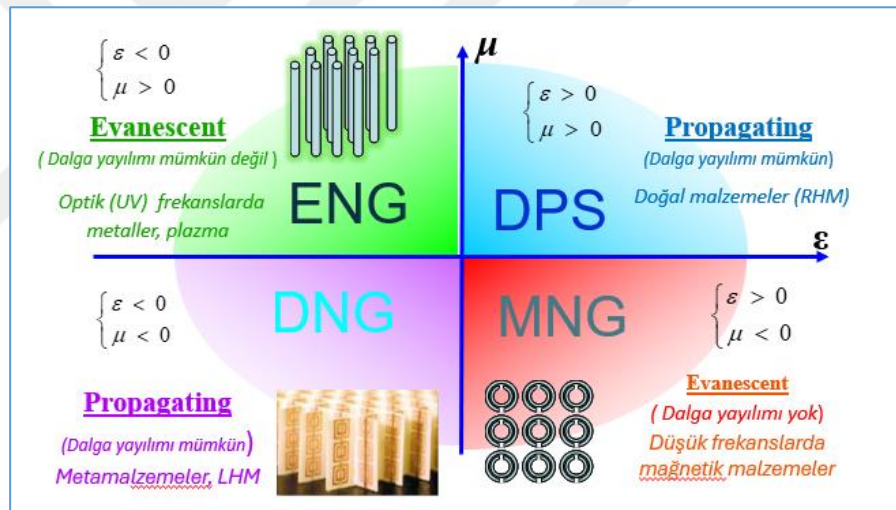 μ
ε
ε < 0
μ > 0
Evanescent
( Dalga yayılımı mümkün değil )
Optik (UV) frekanslarda
metaller, plazma
ENG
ε > 0
μ > 0
Propagating
(Dalga yayılımı mümkün)
Doğal malzemeler (RHM)
DPS
ε < 0
μ < 0
DNG
Propagating
(Dalga yayılımı mümkün)
Metamalzemeler, LHM
MNG
ε > 0
μ < 0
Evanescent
( Dalga yayılımı yok)
Düşük frekanslarda
mağnetik malzemeler